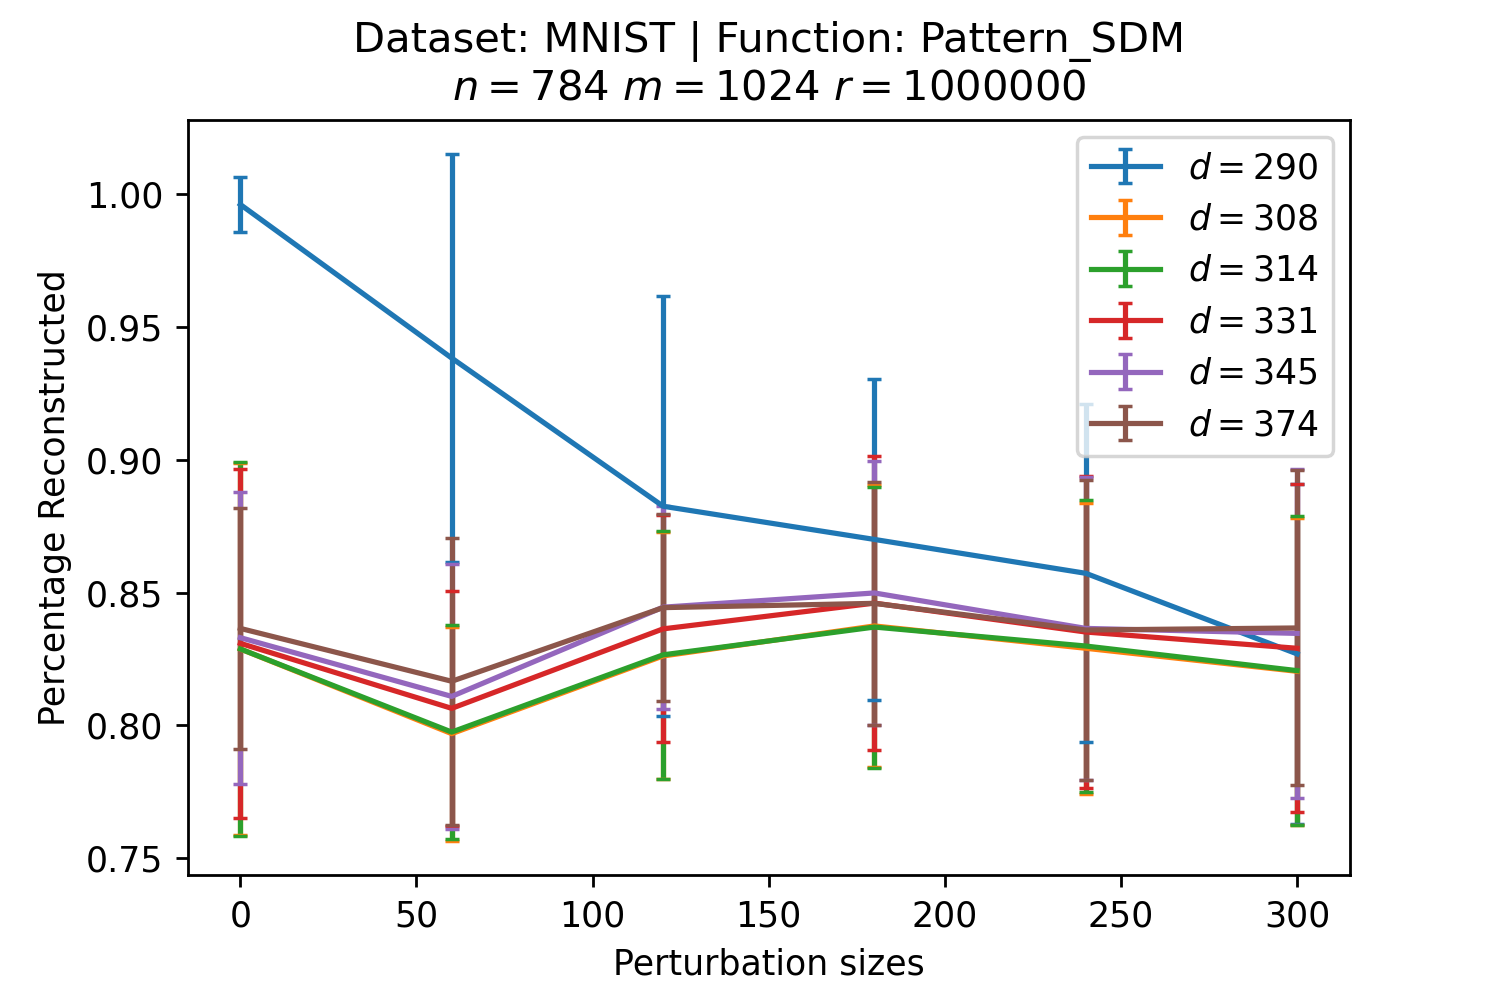 Dataset: MNIST | Function: Pattern_SDM
n = 784 m = 1024 r = 1000000
Percentage Reconstructed
1.00
0.95
0.90
0.85
0.80
0.75
d = 290
d = 308
d = 314
d = 331
d = 345
d = 374
0 50 100 150 200 250 300
Perturbation sizes